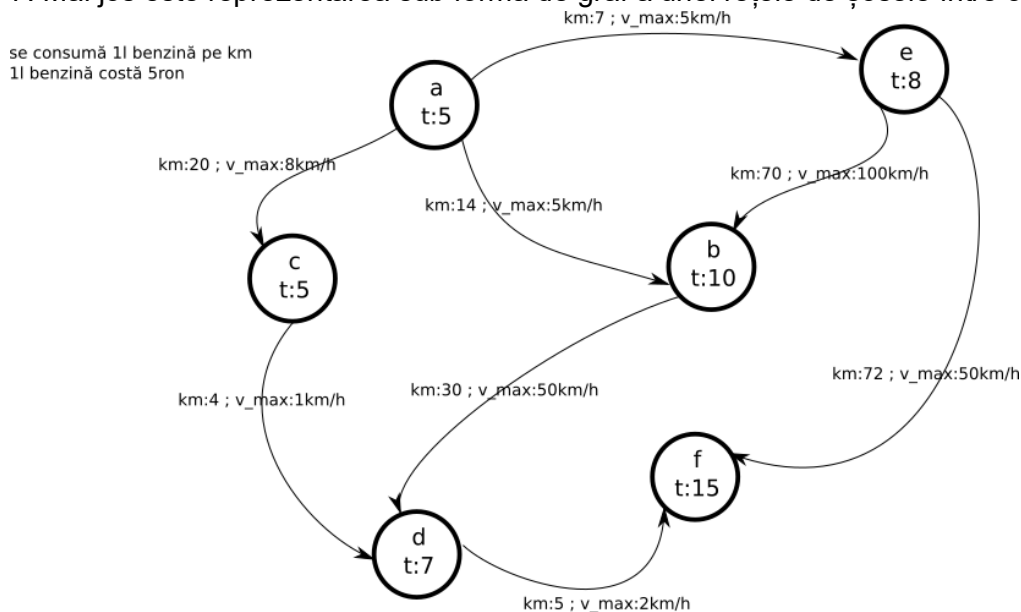 se consumă 1l benzină pe km
1l benzină costă 5ron
km:7 ; v_max:5km/h
e
t:8
a
t:5
km:20 ; v_max:8km/h
km:70 ; v_max:100km/h
km:14 ; v_max:5km/h
b
t:10
c
t:5
km:72 ; v_max:50km/h
km:30 ; v_max:50km/h
km:4 ; v_max:1km/h
f
t:15
d
t:7
km:5 ; v_max:2km/h